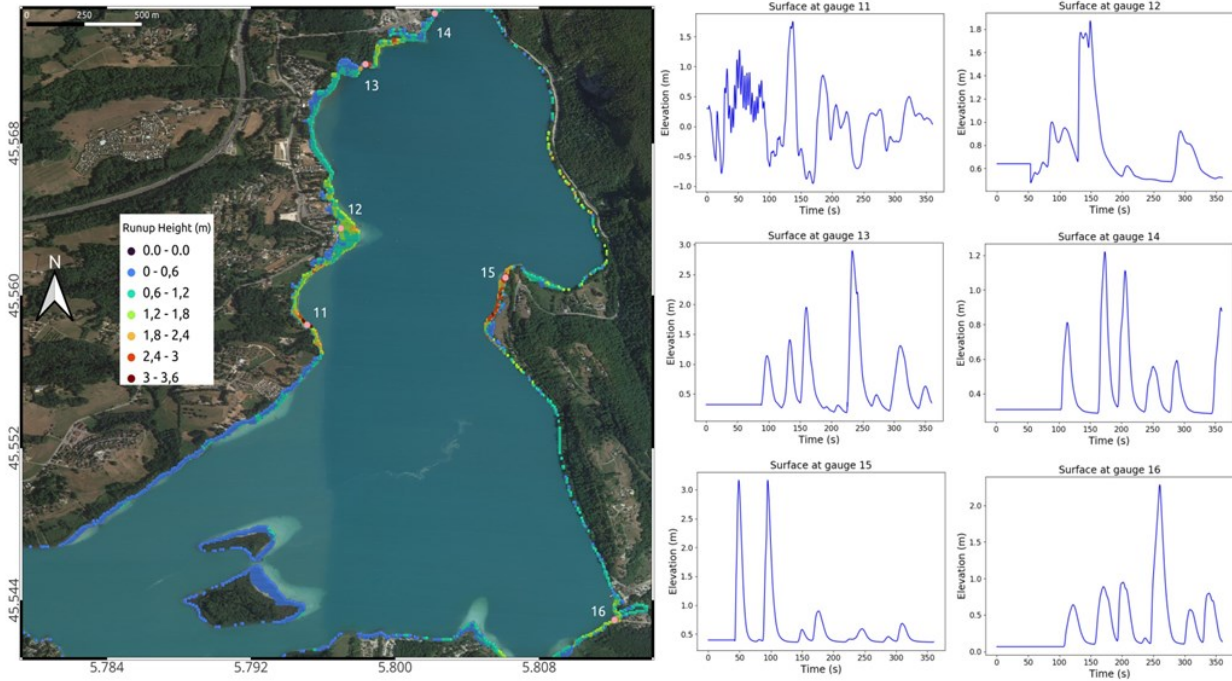 0 250 500 m
14
13
12
15
11
16
N
Runup Height (m)
0.0 - 0.0
0 - 0,6
0,6 - 1,2
1,2 - 1,8
1,8 - 2,4
2,4 - 3
3 - 3,6
45.568
45.560
45.552
45.544
5.784 5.792 5.800 5.808
Surface at gauge 11
Elevation (m)
1.5
1.0
0.5
0.0
−0.5
−1.0
0 50 100 150 200 250 300 350
Time (s)
Surface at gauge 12
Elevation (m)
1.8
1.6
1.4
1.2
1.0
0.8
0.6
0 50 100 150 200 250 300 350
Time (s)
Surface at gauge 13
Elevation (m)
3.0
2.5
2.0
1.5
1.0
0.5
0 50 100 150 200 250 300 350
Time (s)
Surface at gauge 14
Elevation (m)
1.2
1.0
0.8
0.6
0.4
0 50 100 150 200 250 300 350
Time (s)
Surface at gauge 15
Elevation (m)
3.0
2.5
2.0
1.5
1.0
0.5
0 50 100 150 200 250 300 350
Time (s)
Surface at gauge 16
Elevation (m)
2.0
1.5
1.0
0.5
0.0
0 50 100 150 200 250 300 350
Time (s)